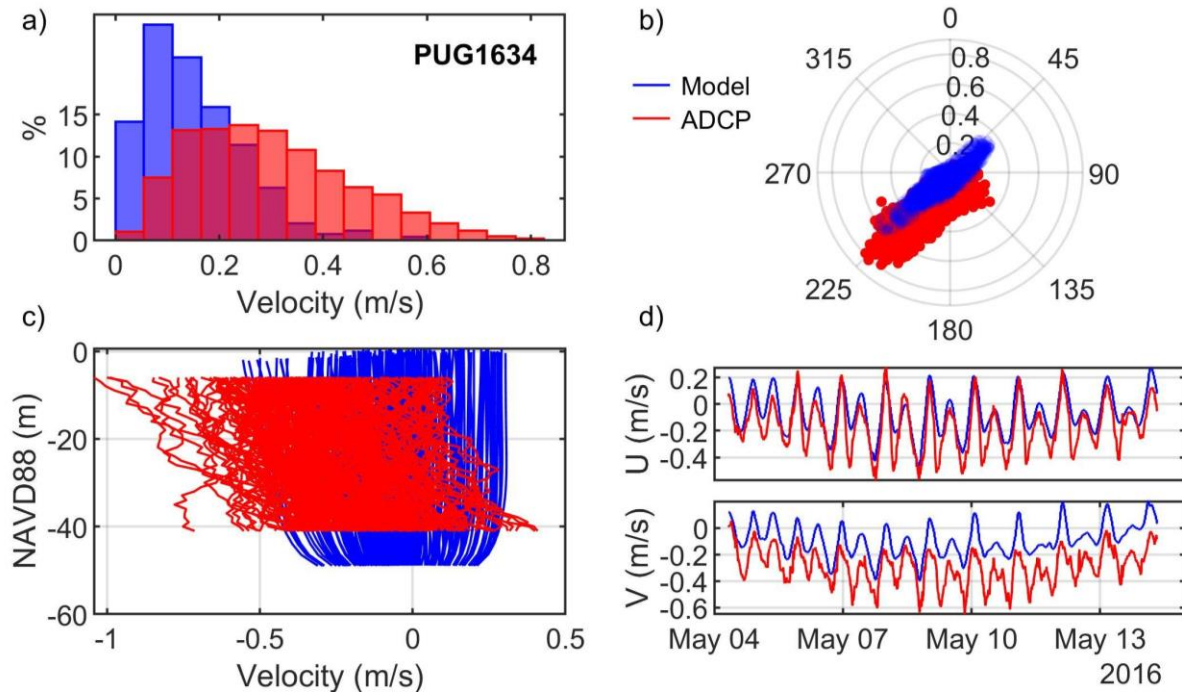 a)
PUG1634
15
10
5
0
%
0 0.2 0.4 0.6 0.8
Velocity (m/s)
b)
Model
ADCP
0
45
90
135
180
225
270
315
0.8
0.6
0.4
0.2
c)
0
-20
-40
-60
NAVD88 (m)
-1 -0.5 0 0.5
Velocity (m/s)
d)
0.2
0
-0.2
-0.4
U (m/s)
0
-0.2
-0.4
-0.6
V (m/s)
May 04 May 07 May 10 May 13
2016